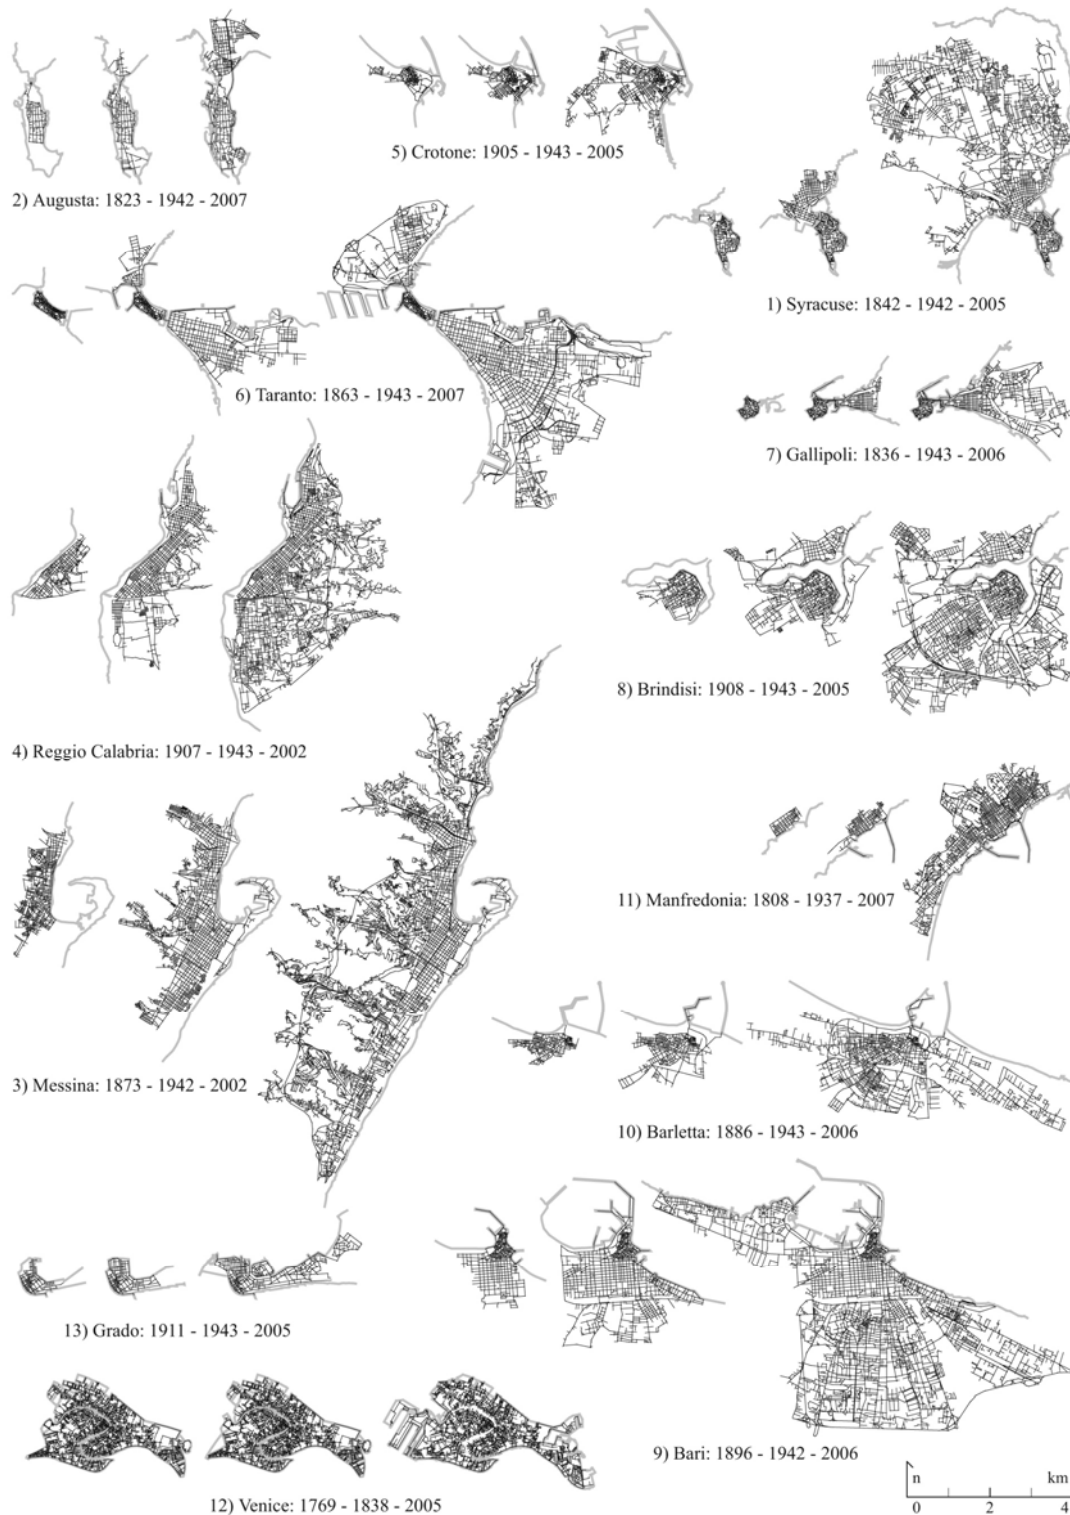 5) Crotone: 1905 - 1943 - 2005
2) Augusta: 1823 - 1942 - 2007
1) Syracuse: 1842 - 1942 - 2005
6) Taranto: 1863 - 1943 - 2007
7) Gallipoli: 1836 - 1943 - 2006
8) Brindisi: 1908 - 1943 - 2005
4) Reggio Calabria: 1907 - 1943 - 2002
11) Manfredonia: 1808 - 1937 - 2007
3) Messina: 1873 - 1942 - 2002
10) Barletta: 1886 - 1943 - 2006
13) Grado: 1911 - 1943 - 2005
9) Bari: 1896 - 1942 - 2006
12) Venice: 1769 - 1838 - 2005
n km
0 2 4